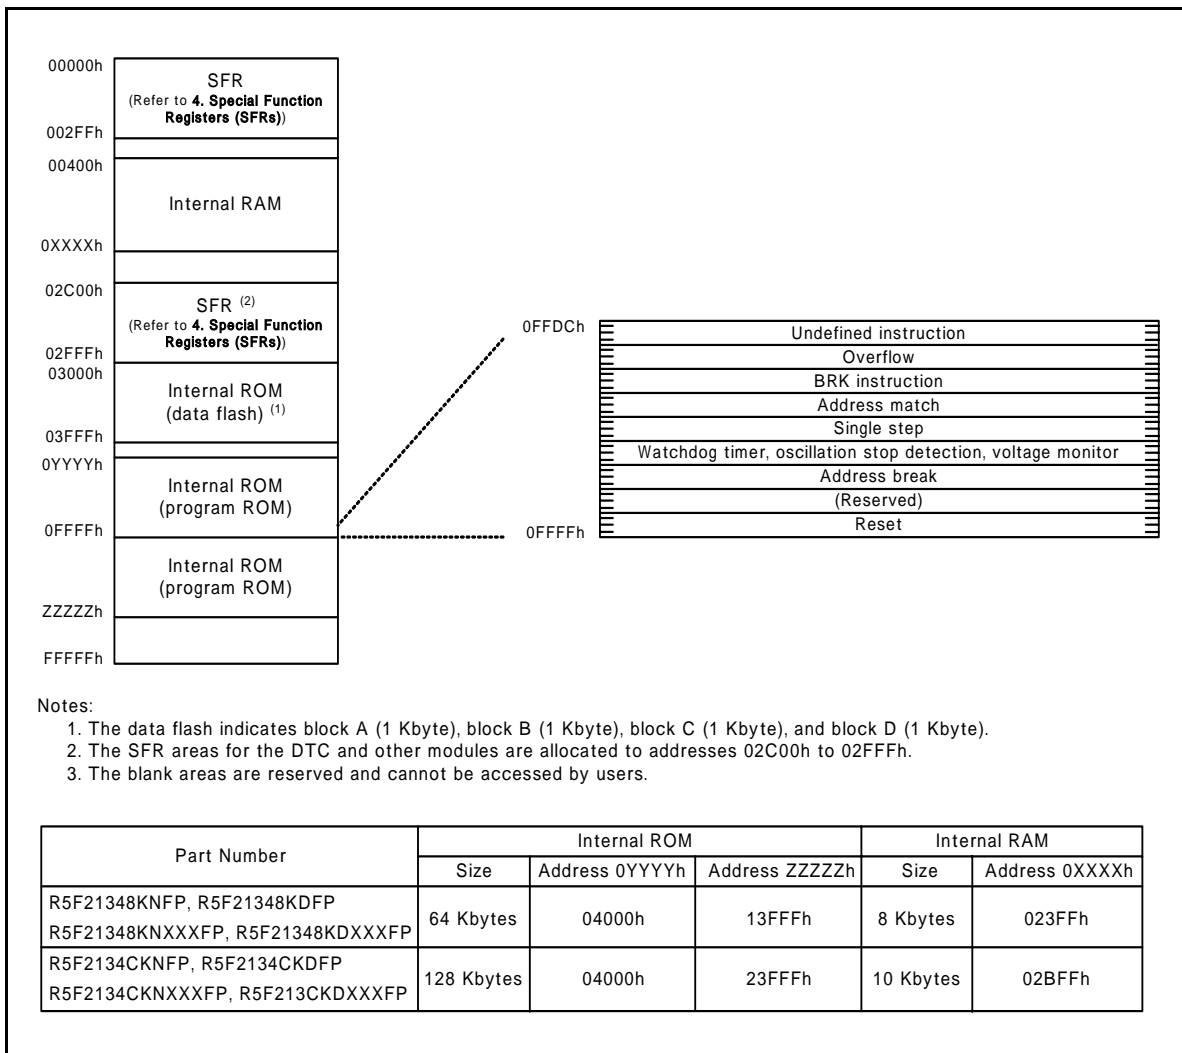 00000h
SFR
(Refer to 4. Special Function
Registers (SFRs))
002FFh
00400h
Internal RAM
0XXXXh
02C00h
SFR (2)
(Refer to 4. Special Function
Registers (SFRs))
02FFFh
03000h
Internal ROM
(data flash) (1)
03FFFh
0YYYYh
Internal ROM
(program ROM)
0FFFFh
Internal ROM
(program ROM)
ZZZZZh
FFFFFh
0FFDCh
Undefined instruction
Overflow
BRK instruction
Address match
Single step
Watchdog timer, oscillation stop detection, voltage monitor
Address break
(Reserved)
0FFFFh
Reset
Notes:
1. The data flash indicates block A (1 Kbyte), block B (1 Kbyte), block C (1 Kbyte), and block D (1 Kbyte).
2. The SFR areas for the DTC and other modules are allocated to addresses 02C00h to 02FFFh.
3. The blank areas are reserved and cannot be accessed by users.
Part Number
Internal ROM
Internal RAM
Size
Address 0YYYYh
Address ZZZZZh
Size
Address 0XXXXh
R5F21348KNFP, R5F21348KDFP
R5F21348KNXXXFP, R5F21348KDXXXFP
64 Kbytes
04000h
13FFFh
8 Kbytes
023FFh
R5F2134CKNFP, R5F2134CKDFP
R5F2134CKNXXXFP, R5F213CKDXXXFP
128 Kbytes
04000h
23FFFh
10 Kbytes
02BFFh